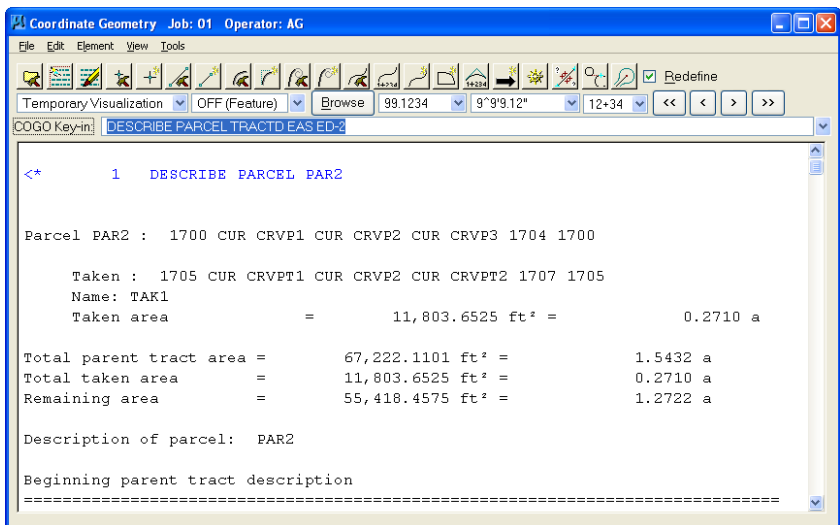 Coordinate Geometry Job: 01 Operator: AG
File Edit Element View Tools
Redefine
Temporary Visualization OFF (Feature) Browse 99.1234 9^9'9.12" 12+34 << < > >>
COGO Key-in: DESCRIBE PARCEL TRACTD EAS ED-2
<* 1 DESCRIBE PARCEL PAR2
Parcel PAR2 : 1700 CUR CRVP1 CUR CRVP2 CUR CRVP3 1704 1700
Taken : 1705 CUR CRVPT1 CUR CRVP2 CUR CRVPT2 1707 1705
Name: TAK1
Taken area = 11,803.6525 ft² = 0.2710 a
Total parent tract area = 67,222.1101 ft² = 1.5432 a
Total taken area = 11,803.6525 ft² = 0.2710 a
Remaining area = 55,418.4575 ft² = 1.2722 a
Description of parcel: PAR2
Beginning parent tract description
==============================================================================